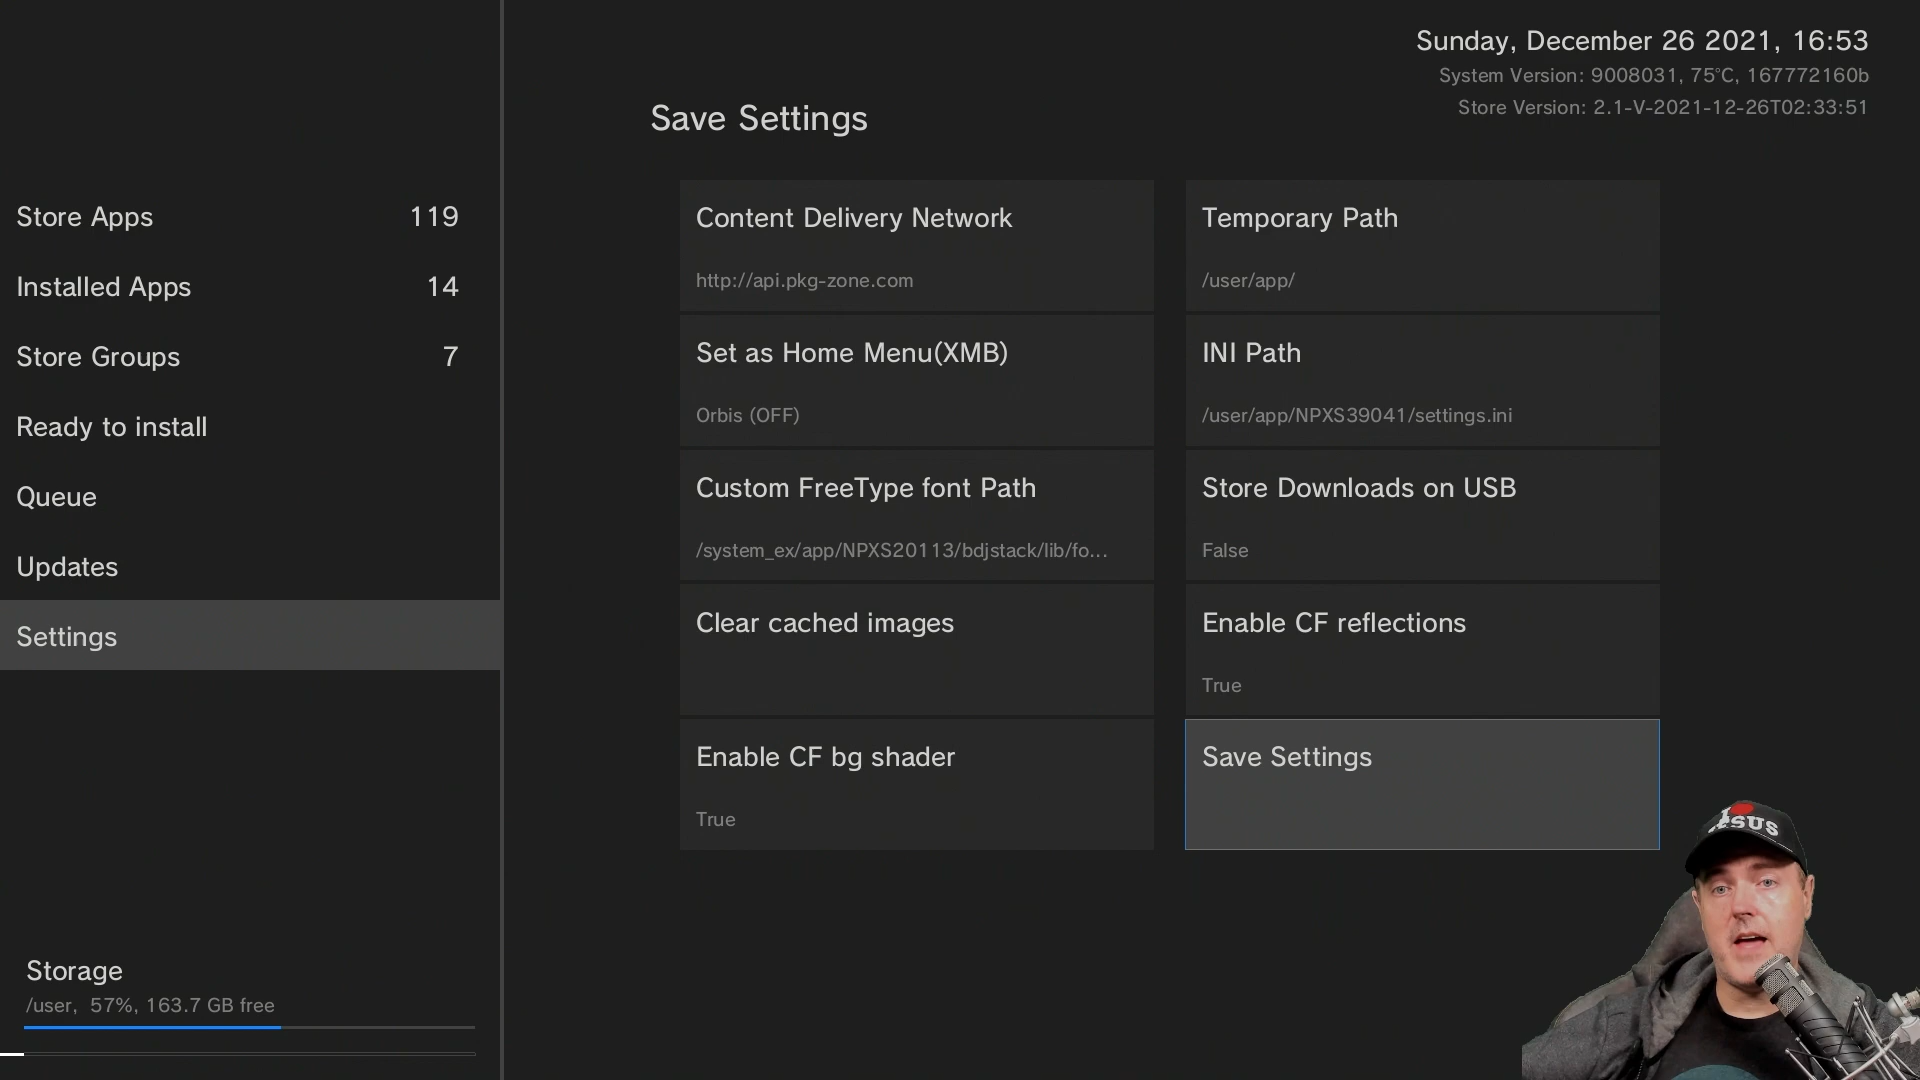 Sunday, December 26 2021, 16:53
System Version: 9008031, 75°C, 167772160b
Store Version: 2.1-V-2021-12-26T02:33:51
Save Settings
Store Apps 119
Installed Apps 14
Store Groups 7
Ready to install
Queue
Updates
Settings
Content Delivery Network
http://api.pkg-zone.com
Temporary Path
/user/app/
Set as Home Menu(XMB)
Orbis (OFF)
INI Path
/user/app/NPXS39041/settings.ini
Custom FreeType font Path
/system_ex/app/NPXS20113/bdjstack/lib/fo...
Store Downloads on USB
False
Clear cached images
Enable CF reflections
True
Enable CF bg shader
True
Save Settings
Storage
/user, 57%, 163.7 GB free